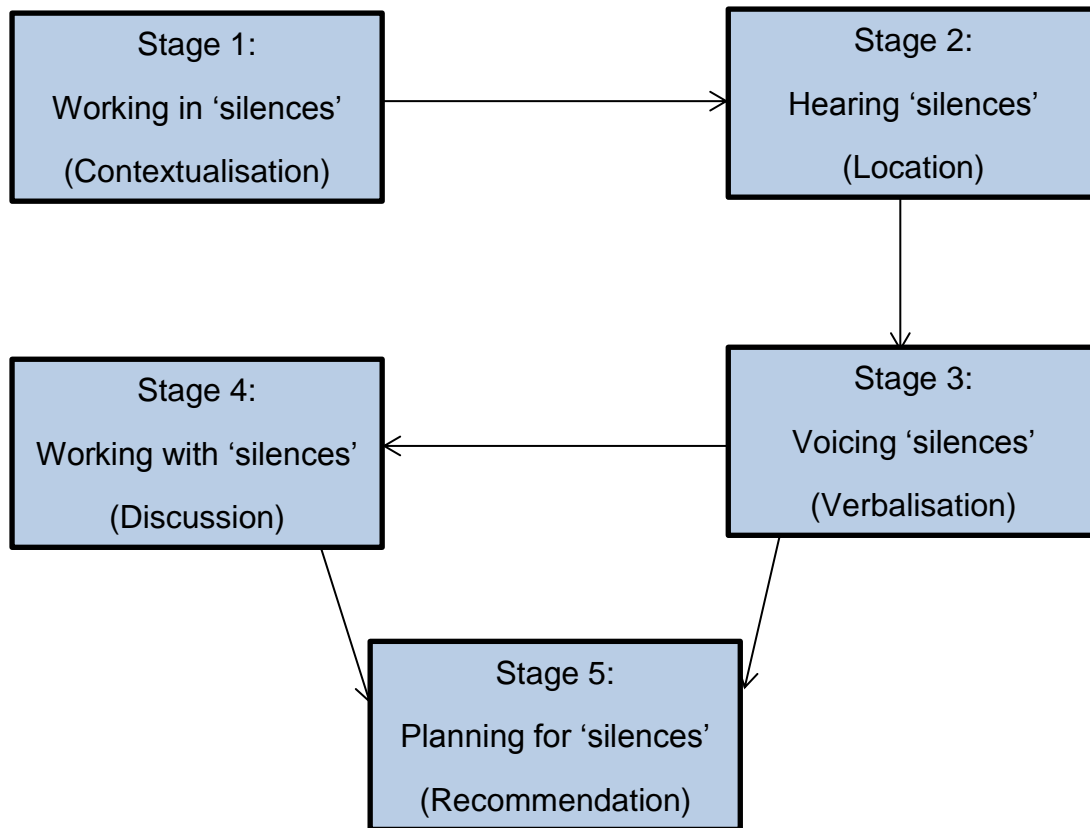 Stage 1:
Working in ‘silences’
(Contextualisation)
Stage 2:
Hearing ‘silences’
(Location)
Stage 3:
Voicing ‘silences’
(Verbalisation)
Stage 4:
Working with ‘silences’
(Discussion)
Stage 5:
Planning for ‘silences’
(Recommendation)